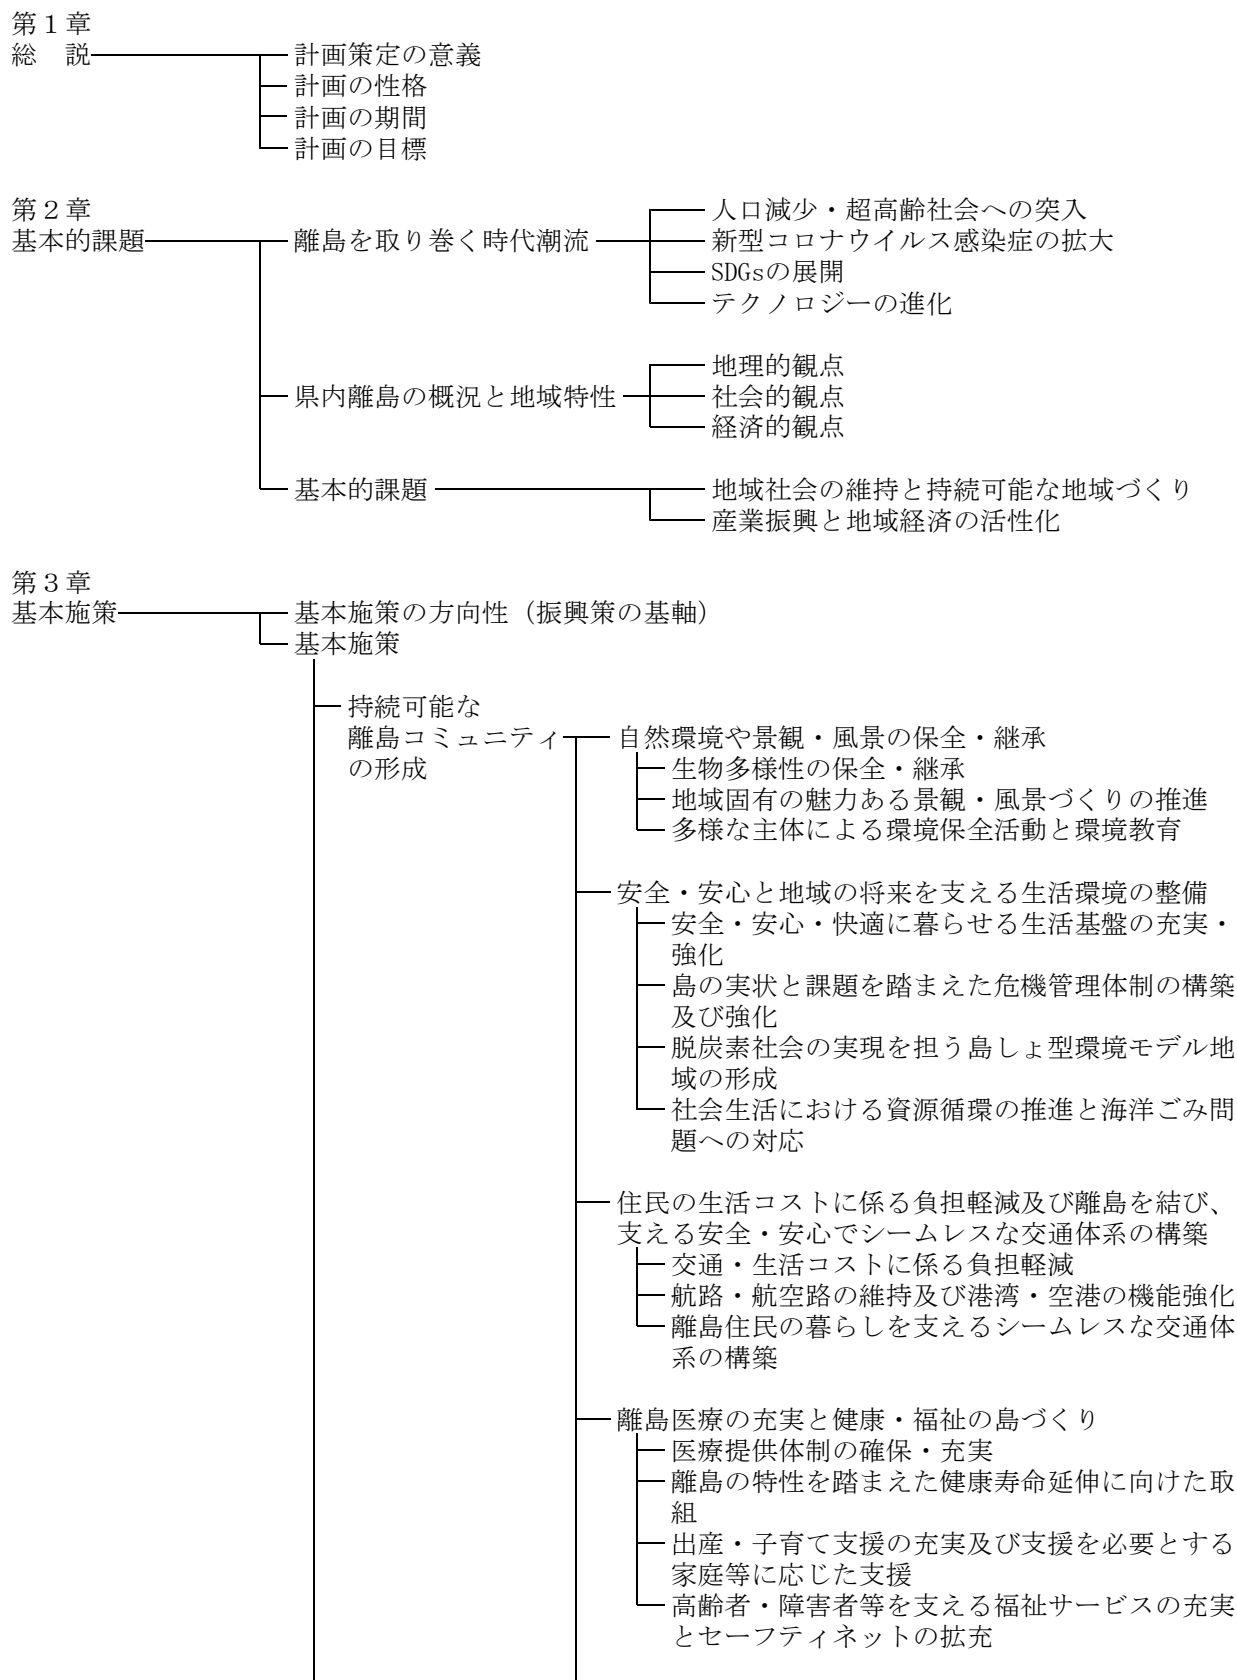 第１章
総　説
計画策定の意義
計画の性格
計画の期間
計画の目標
第２章
基本的課題
離島を取り巻く時代潮流
人口減少・超高齢社会への突入
新型コロナウイルス感染症の拡大
SDGsの展開
テクノロジーの進化
県内離島の概況と地域特性
地理的観点
社会的観点
経済的観点
基本的課題
地域社会の維持と持続可能な地域づくり
産業振興と地域経済の活性化
第３章
基本施策
基本施策の方向性（振興策の基軸）
基本施策
持続可能な
離島コミュニティ
の形成
自然環境や景観・風景の保全・継承
生物多様性の保全・継承
地域固有の魅力ある景観・風景づくりの推進
多様な主体による環境保全活動と環境教育
安全・安心と地域の将来を支える生活環境の整備
安全・安心・快適に暮らせる生活基盤の充実・
強化
島の実状と課題を踏まえた危機管理体制の構築
及び強化
脱炭素社会の実現を担う島しょ型環境モデル地
域の形成
社会生活における資源循環の推進と海洋ごみ問
題への対応
住民の生活コストに係る負担軽減及び離島を結び、
支える安全・安心でシームレスな交通体系の構築
交通・生活コストに係る負担軽減
航路・航空路の維持及び港湾・空港の機能強化
離島住民の暮らしを支えるシームレスな交通体
系の構築
離島医療の充実と健康・福祉の島づくり
医療提供体制の確保・充実
離島の特性を踏まえた健康寿命延伸に向けた取
組
出産・子育て支援の充実及び支援を必要とする
家庭等に応じた支援
高齢者・障害者等を支える福祉サービスの充実
とセーフティネットの拡充